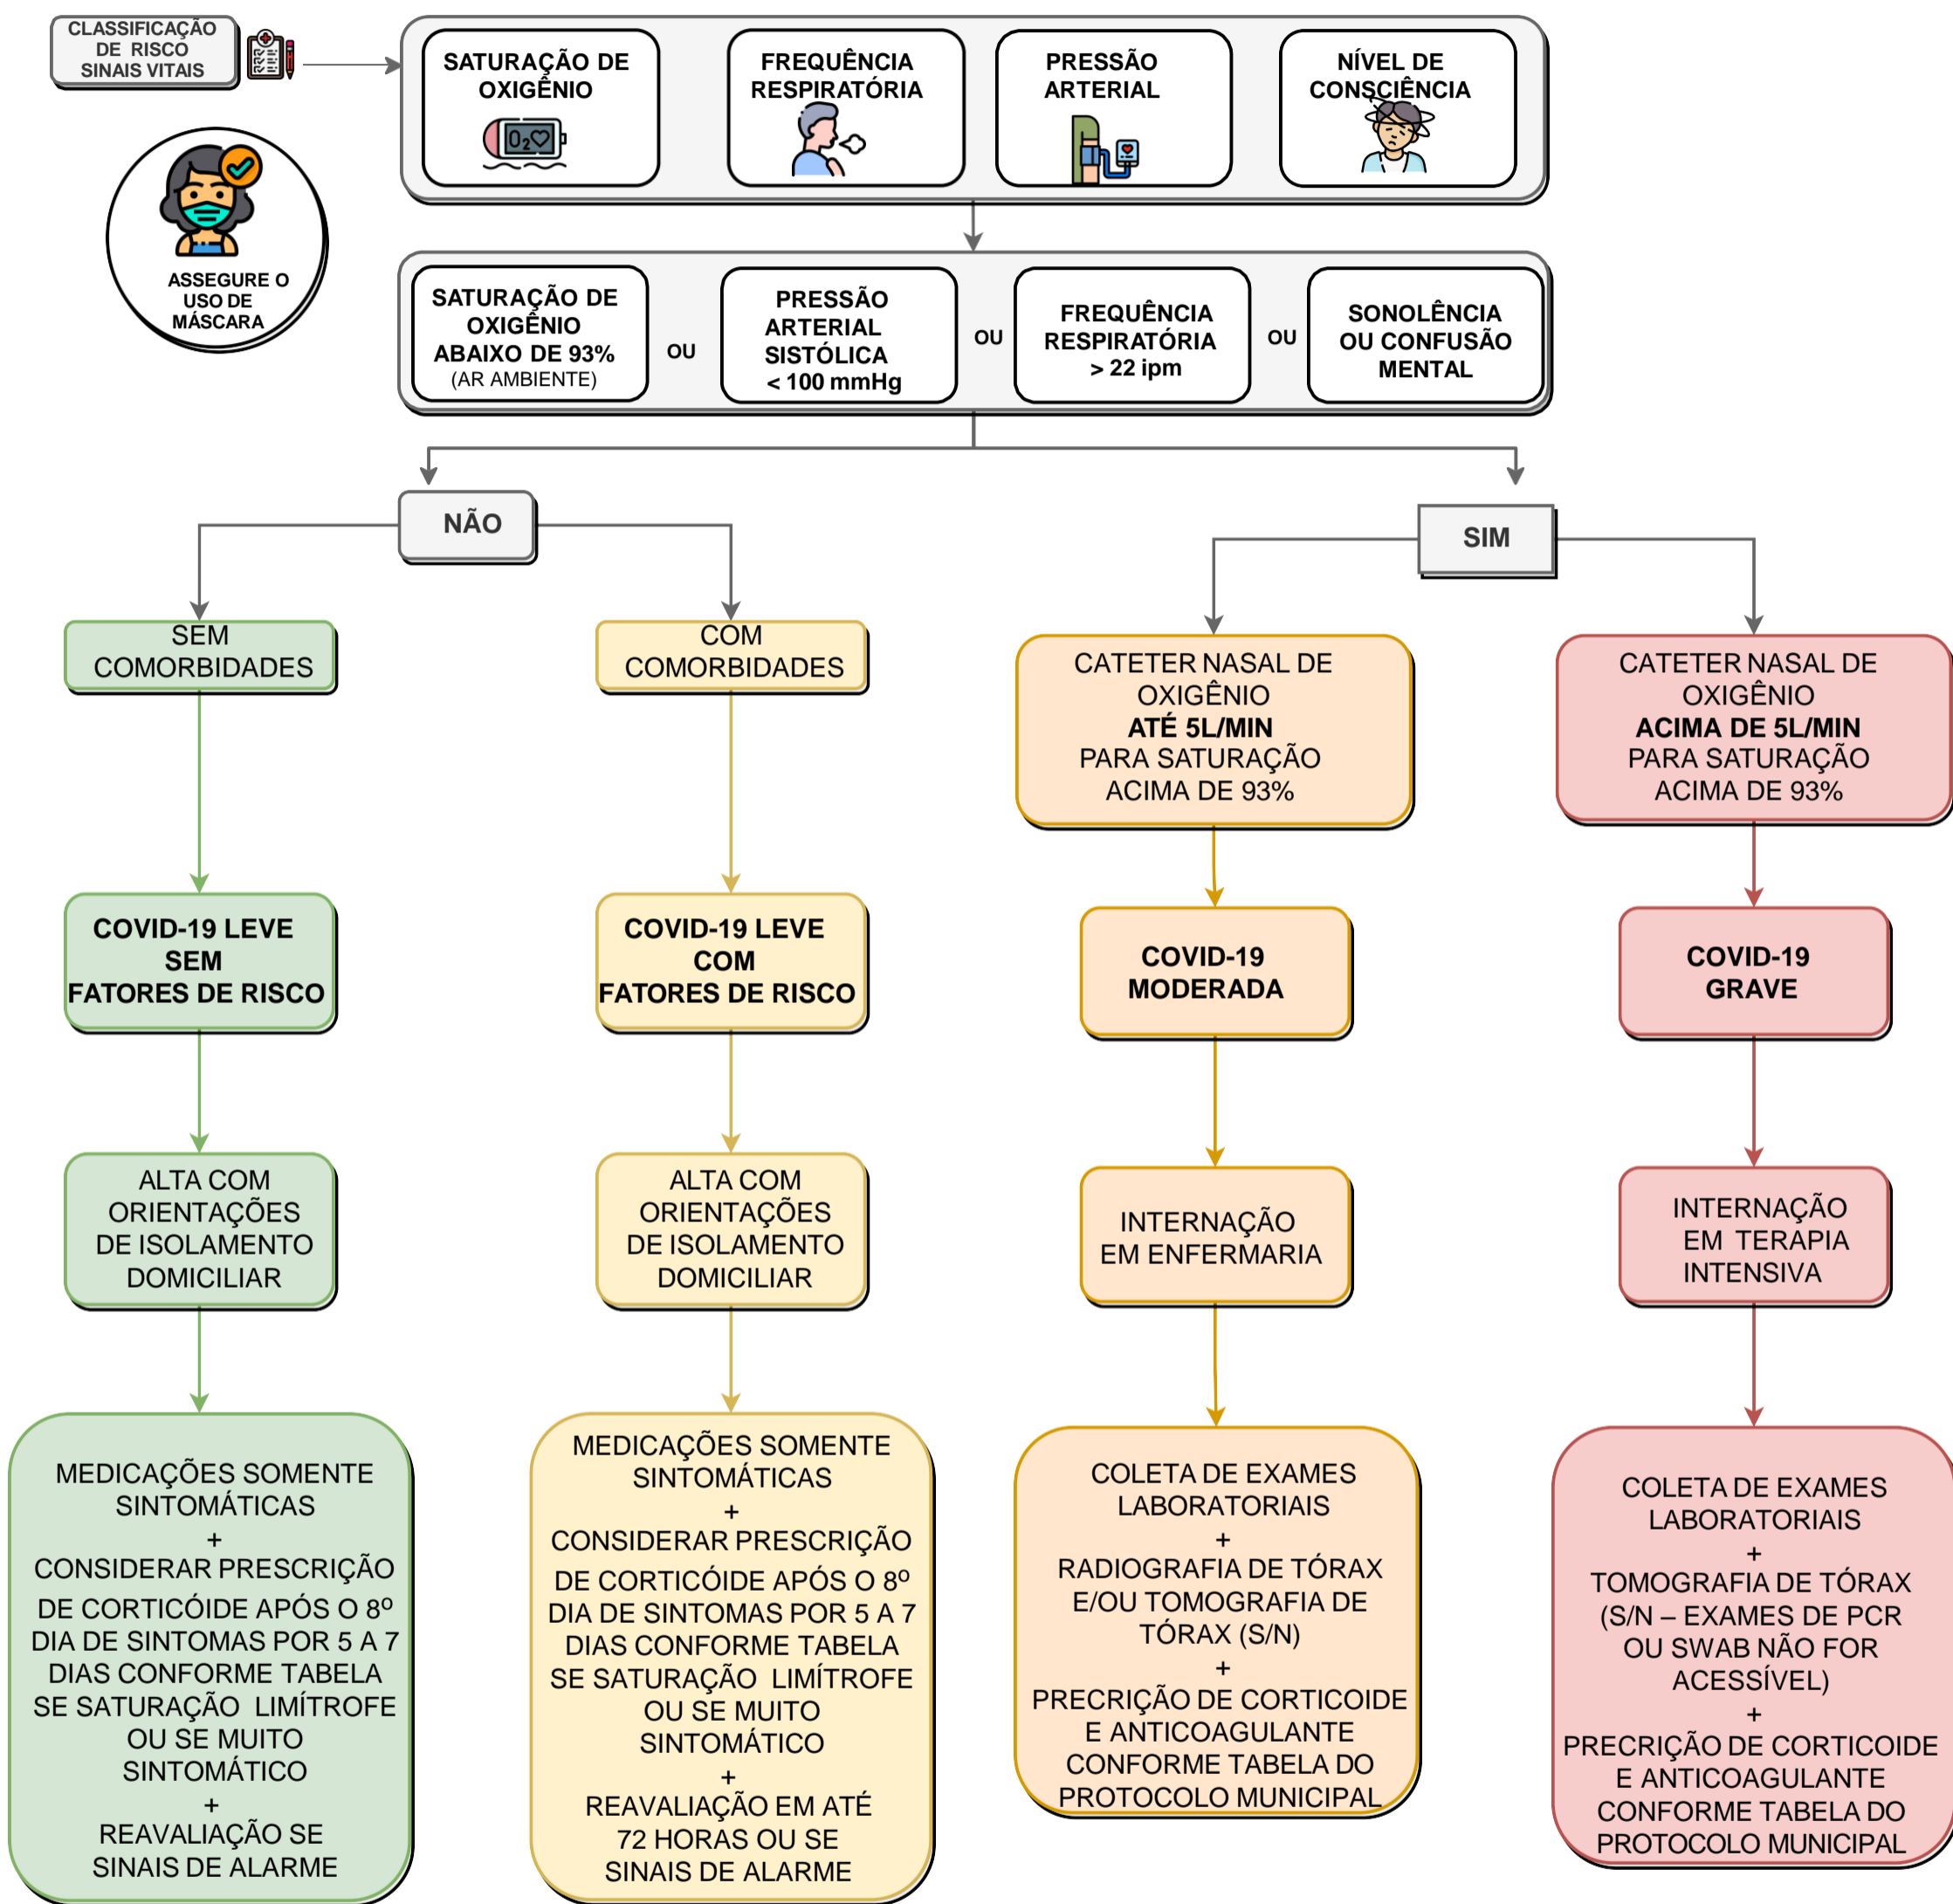 CLASSIFICAÇÃO
DE RISCO
SINAIS VITAIS
SATURAÇÃO DE
OXIGÊNIO
O₂
FREQUÊNCIA
RESPIRATÓRIA
PRESSÃO
ARTERIAL
NÍVEL DE
CONSCIÊNCIA
ASSEGURE O
USO DE
MÁSCARA
SATURAÇÃO DE
OXIGÊNIO
ABAIXO DE 93%
(AR AMBIENTE)
OU
PRESSÃO
ARTERIAL
SISTÓLICA
< 100 mmHg
OU
FREQUÊNCIA
RESPIRATÓRIA
> 22 ipm
OU
SONOLÊNCIA
OU CONFUSÃO
MENTAL
NÃO
SIM
SEM
COMORBIDADES
COM
COMORBIDADES
CATETER NASAL DE
OXIGÊNIO
ATÉ 5L/MIN
PARA SATURAÇÃO
ACIMA DE 93%
CATETER NASAL DE
OXIGÊNIO
ACIMA DE 5L/MIN
PARA SATURAÇÃO
ACIMA DE 93%
COVID-19 LEVE
SEM
FATORES DE RISCO
COVID-19 LEVE
COM
FATORES DE RISCO
COVID-19
MODERADA
COVID-19
GRAVE
ALTA COM
ORIENTAÇÕES
DE ISOLAMENTO
DOMICILIAR
ALTA COM
ORIENTAÇÕES
DE ISOLAMENTO
DOMICILIAR
INTERNAÇÃO
EM ENFERMARIA
INTERNAÇÃO
EM TERAPIA
INTENSIVA
MEDICAÇÕES SOMENTE
SINTOMÁTICAS
+
CONSIDERAR PRESCRIÇÃO
DE CORTICÓIDE APÓS O 8º
DIA DE SINTOMAS POR 5 A 7
DIAS CONFORME TABELA
SE SATURAÇÃO LIMÍTROFE
OU SE MUITO
SINTOMÁTICO
+
REAVALIAÇÃO SE
SINAIS DE ALARME
MEDICAÇÕES SOMENTE
SINTOMÁTICAS
+
CONSIDERAR PRESCRIÇÃO
DE CORTICÓIDE APÓS O 8º
DIA DE SINTOMAS POR 5 A 7
DIAS CONFORME TABELA
SE SATURAÇÃO LIMÍTROFE
OU SE MUITO
SINTOMÁTICO
+
REAVALIAÇÃO EM ATÉ
72 HORAS OU SE
SINAIS DE ALARME
COLETA DE EXAMES
LABORATORIAIS
+
RADIOGRAFIA DE TÓRAX
E/OU TOMOGRAFIA DE
TÓRAX (S/N)
+
PRECRIÇÃO DE CORTICOIDE
E ANTICOAGULANTE
CONFORME TABELA DO
PROTOCOLO MUNICIPAL
COLETA DE EXAMES
LABORATORIAIS
+
TOMOGRAFIA DE TÓRAX
(S/N – EXAMES DE PCR
OU SWAB NÃO FOR
ACESSÍVEL)
+
PRECRIÇÃO DE CORTICOIDE
E ANTICOAGULANTE
CONFORME TABELA DO
PROTOCOLO MUNICIPAL